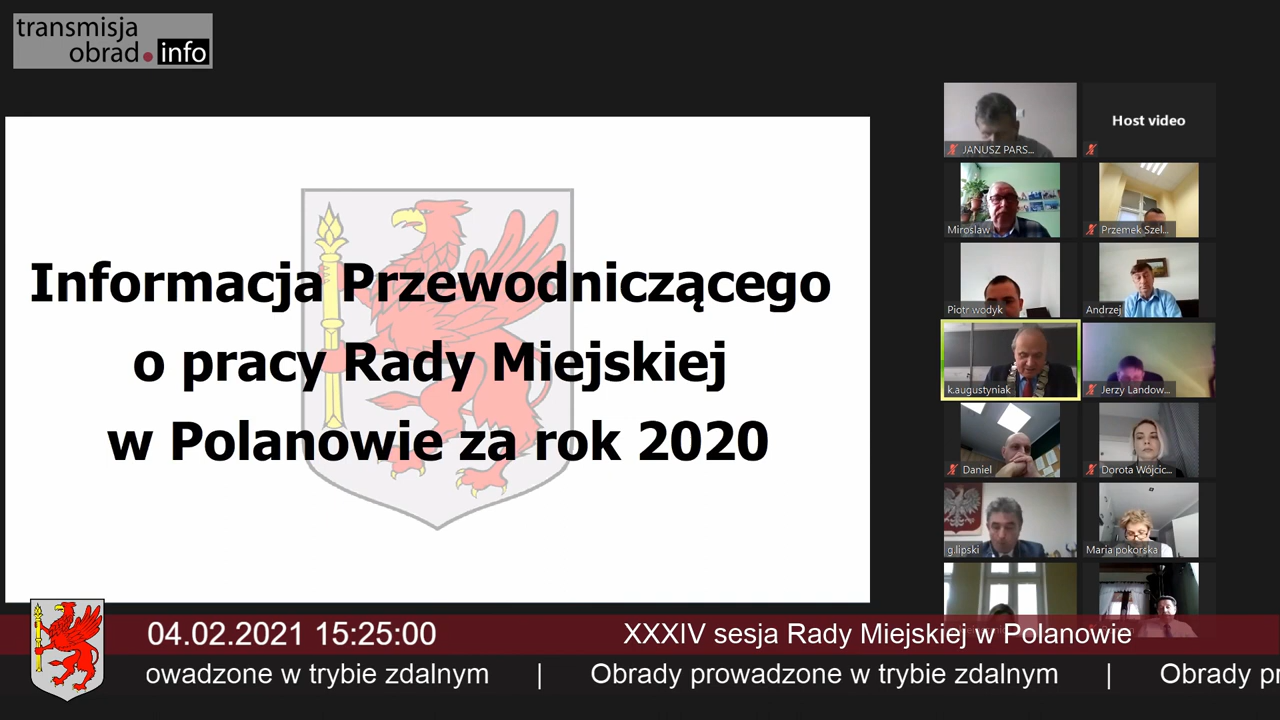 transmisja
obrad.info
Informacja Przewodniczącego
o pracy Rady Miejskiej
w Polanowie za rok 2020
JANUSZ PARS...
Host video
Mirosław
Przemek Szel...
Piotr wodyk
Andrzej
k.augustyniak
Jerzy Landow...
Daniel
Dorota Wójcic...
g.lipski
Maria pokorska
04.02.2021 15:25:00
XXXIV sesja Rady Miejskiej w Polanowie
owadzone w trybie zdalnym | Obrady prowadzone w trybie zdalnym | Obrady pr